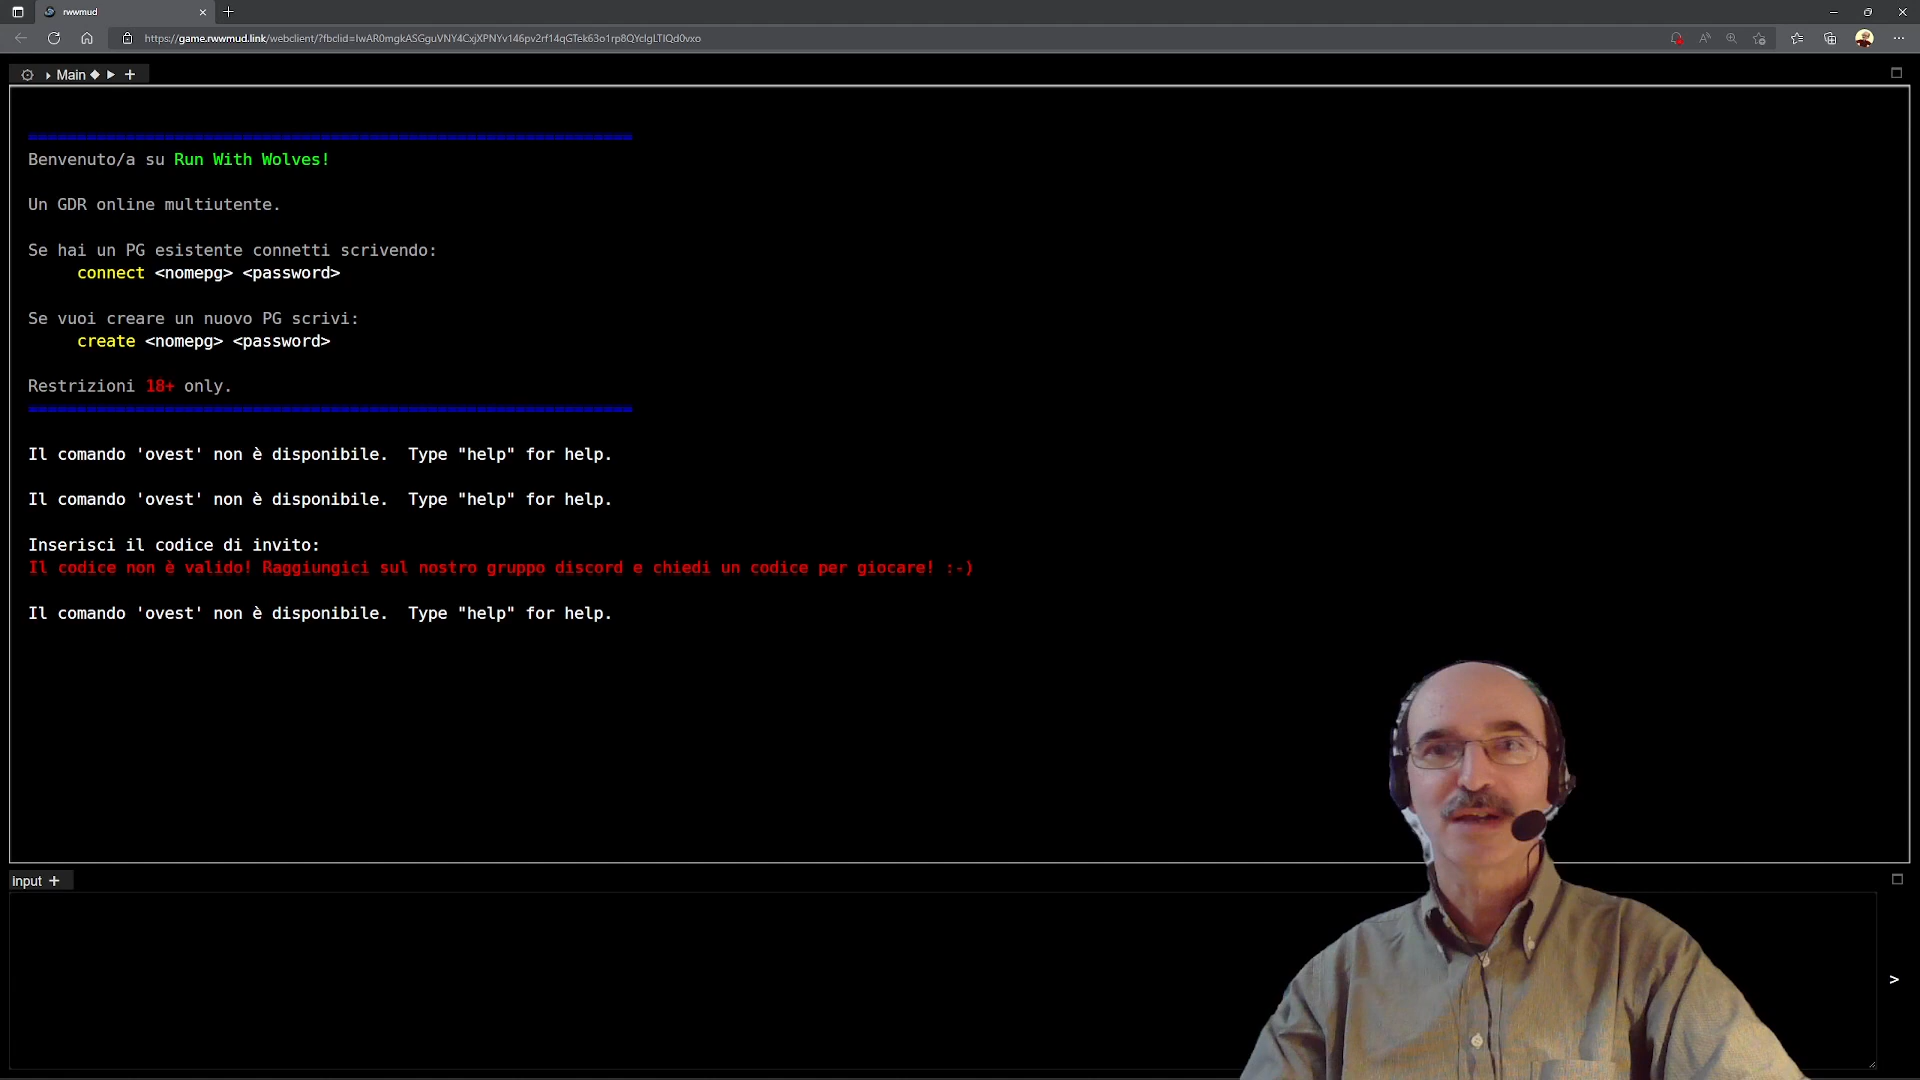 rwwmud
https://game.rwwmud.link/webclient/?fbclid=IwAR0mgkASGguVNY4CxjXPNYv146pv2rf14qGTek63o1rp8QYclgLTlQd0vxo
Main
Benvenuto/a su Run With Wolves!
Un GDR online multiutente.
Se hai un PG esistente connetti scrivendo:
connect <nomepg> <password>
Se vuoi creare un nuovo PG scrivi:
create <nomepg> <password>
Restrizioni 18+ only.
Il comando 'ovest' non è disponibile. Type "help" for help.
Il comando 'ovest' non è disponibile. Type "help" for help.
Inserisci il codice di invito:
Il codice non è valido! Raggiungici sul nostro gruppo discord e chiedi un codice per giocare! :-)
Il comando 'ovest' non è disponibile. Type "help" for help.
input +
>